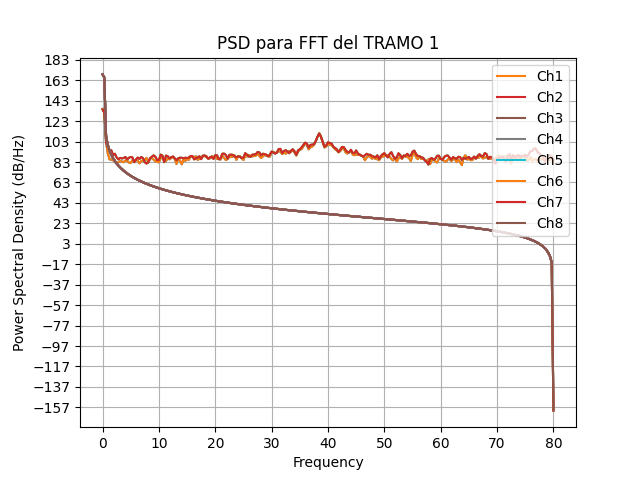 PSD para FFT del TRAMO 1
Power Spectral Density (dB/Hz)
183
163
143
123
103
83
63
43
23
3
−17
−37
−57
−77
−97
−117
−137
−157
Ch1
Ch2
Ch3
Ch4
Ch5
Ch6
Ch7
Ch8
0 10 20 30 40 50 60 70 80
Frequency